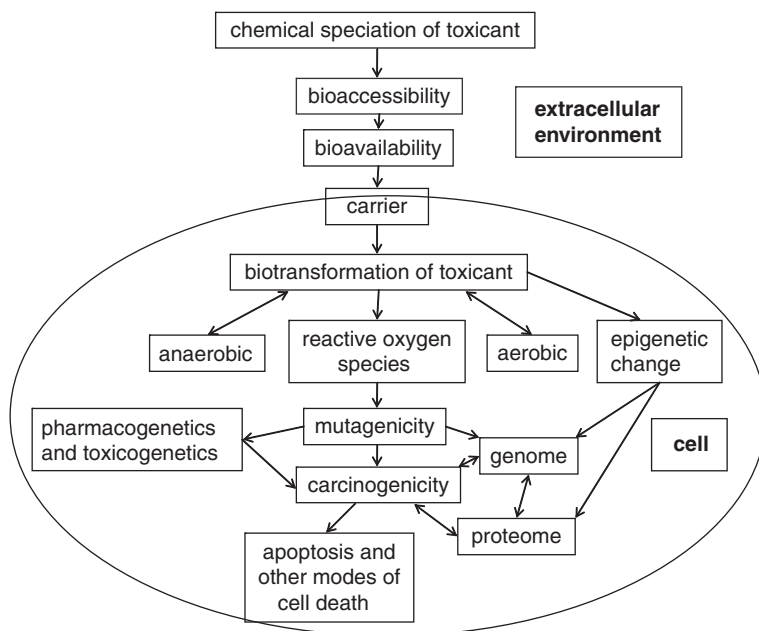 chemical speciation of toxicant
bioaccessibility
extracellular
environment
bioavailability
carrier
biotransformation of toxicant
anaerobic
reactive oxygen
species
aerobic
epigenetic
change
pharmacogenetics
and toxicogenetics
mutagenicity
genome
cell
carcinogenicity
proteome
apoptosis and
other modes of
cell death